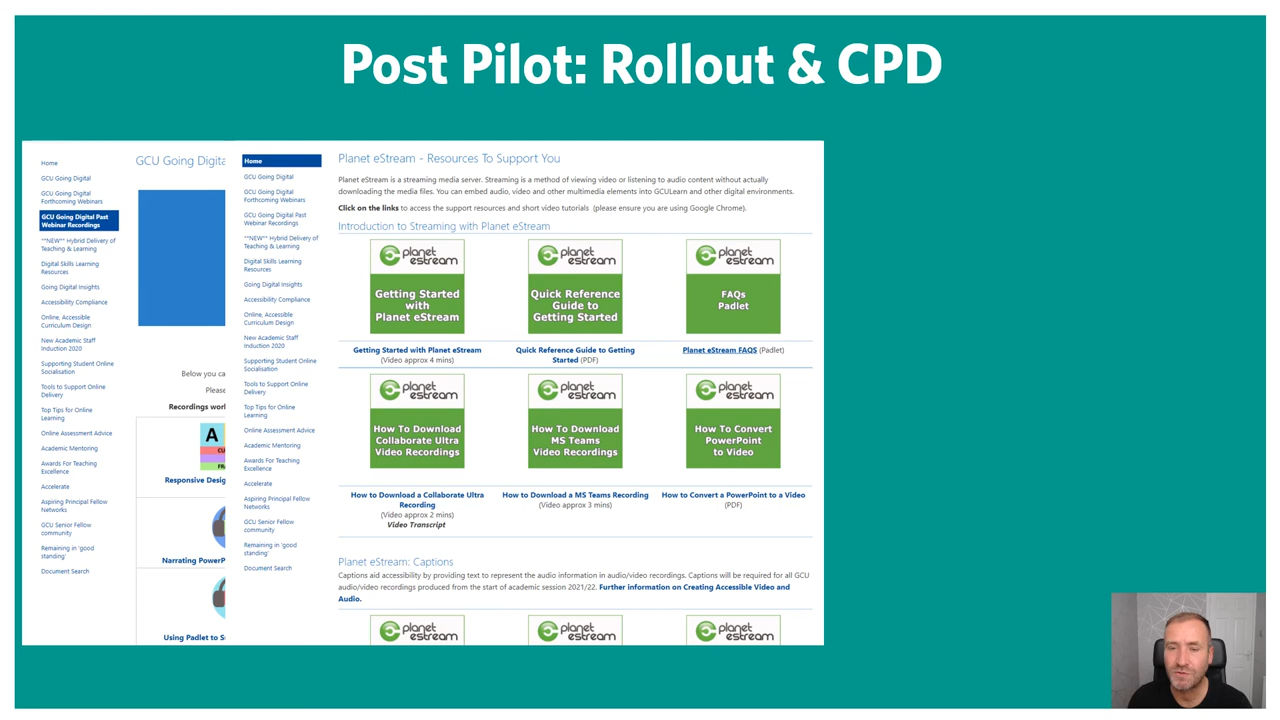 Post Pilot: Rollout & CPD
Home
GCU Going Digital
GCU Going Digital
Forthcoming Webinars
GCU Going Digital Past
Webinar Recordings
**NEW** Hybrid Delivery of
Teaching & Learning
Digital Skills Learning
Resources
Going Digital Insights
Accessibility Compliance
Online, Accessible
Curriculum Design
New Academic Staff
Induction 2020
Supporting Student Online
Socialisation
Tools to Support Online
Delivery
Top Tips for Online
Learning
Online Assessment Advice
Academic Mentoring
Awards For Teaching
Excellence
Accelerate
Aspiring Principal Fellow
Networks
GCU Senior Fellow
community
Remaining in 'good
standing'
Document Search
GCU Going Digita
Below you ca
Please
Recordings worl
A
CU
FRA
Responsive Desig
Narrating PowerP
Using Padlet to S
Home
GCU Going Digital
GCU Going Digital
Forthcoming Webinars
GCU Going Digital Past
Webinar Recordings
**NEW** Hybrid Delivery of
Teaching & Learning
Digital Skills Learning
Resources
Going Digital Insights
Accessibility Compliance
Online, Accessible
Curriculum Design
New Academic Staff
Induction 2020
Supporting Student Online
Socialisation
Tools to Support Online
Delivery
Top Tips for Online
Learning
Online Assessment Advice
Academic Mentoring
Awards For Teaching
Excellence
Accelerate
Aspiring Principal Fellow
Networks
GCU Senior Fellow
community
Remaining in 'good
standing'
Document Search
Planet eStream - Resources To Support You
Planet eStream is a streaming media server. Streaming is a method of viewing video or listening to audio content without actually
downloading the media files. You can embed audio, video and other multimedia elements into GCULearn and other digital environments.
Click on the links to access the support resources and short video tutorials (please ensure you are using Google Chrome).
Introduction to Streaming with Planet eStream
planet estream
Getting Started
with
Planet eStream
planet estream
Quick Reference
Guide to
Getting Started
planet estream
FAQs
Padlet
Getting Started with Planet eStream
(Video approx 4 mins)
Quick Reference Guide to Getting
Started (PDF)
Planet eStream FAQS (Padlet)
planet estream
How To Download
Collaborate Ultra
Video Recordings
planet estream
How To Download
MS Teams
Video Recordings
planet estream
How To Convert
PowerPoint
to Video
How to Download a Collaborate Ultra
Recording
(Video approx 2 mins)
Video Transcript
How to Download a MS Teams Recording
(Video approx 3 mins)
How to Convert a PowerPoint to a Video
(PDF)
Planet eStream: Captions
Captions aid accessibility by providing text to represent the audio information in audio/video recordings. Captions will be required for all GCU
audio/video recordings produced from the start of academic session 2021/22. Further information on Creating Accessible Video and
Audio.
planet estream
planet estream
planet estream